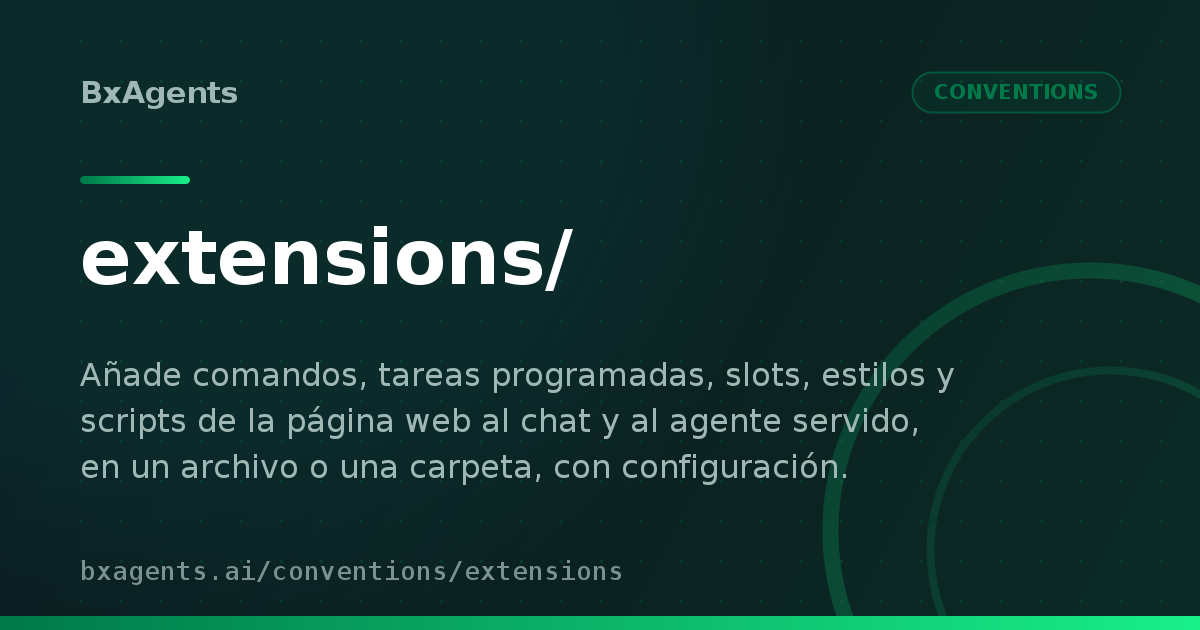 BxAgents
CONVENTIONS
extensions/
Añade comandos, tareas programadas, slots, estilos y
scripts de la página web al chat y al agente servido,
en un archivo o una carpeta, con configuración.
bxagents.ai/conventions/extensions